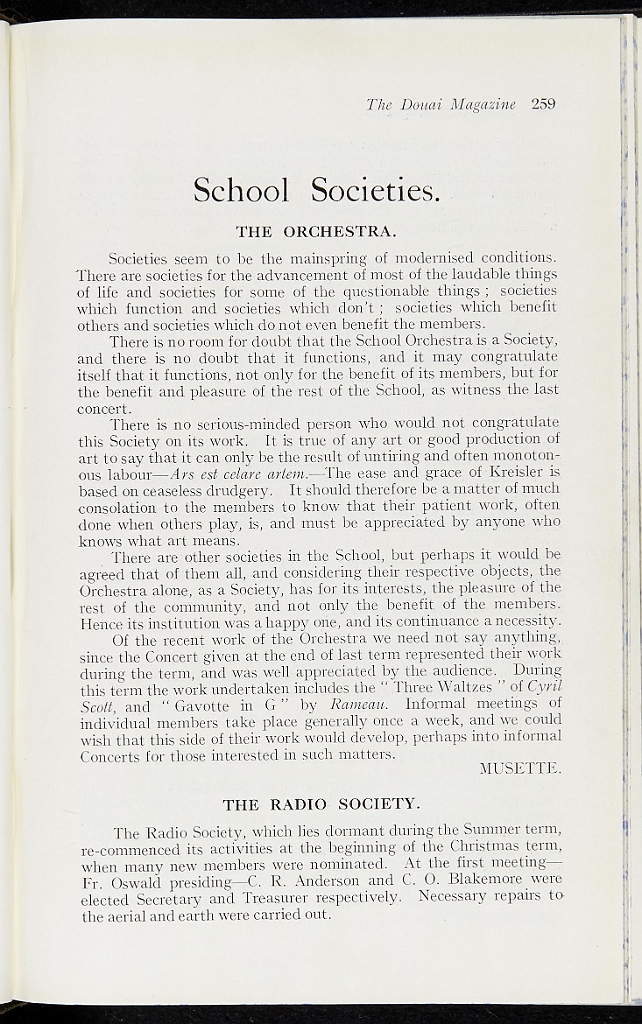 The Douai Magazine 259
School Societies.
THE ORCHESTRA.
Societies seem to be the mainspring of modernised conditions.
There are societies for the advancement of most of the laudable things
of life and societies for some of the questionable things ; societies
which function and societies which don't ; societies which benefit
others and societies which do not even benefit the members.
There is no room for doubt that the School Orchestra is a Society,
and there is no doubt that it functions, and it may congratulate
itself that it functions, not only for the benefit of its members, but for
the benefit and pleasure of the rest of the School, as witness the last
concert.
There is no serious-minded person who would not congratulate
this Society on its work. It is true of any art or good production of
art to say that it can only be the result of untiring and often monoton-
ous labour—Ars est celare artem.—The ease and grace of Kreisler is
based on ceaseless drudgery. It should therefore be a matter of much
consolation to the members to know that their patient work, often
done when others play, is, and must be appreciated by anyone who
knows what art means.
There are other societies in the School, but perhaps it would be
agreed that of them all, and considering their respective objects, the
Orchestra alone, as a Society, has for its interests, the pleasure of the
rest of the community, and not only the benefit of the members.
Hence its institution was a happy one, and its continuance a necessity.
Of the recent work of the Orchestra we need not say anything,
since the Concert given at the end of last term represented their work
during the term, and was well appreciated by the audience. During
this term the work undertaken includes the " Three Waltzes " of Cyril
Scott, and " Gavotte in G " by Rameau. Informal meetings of
individual members take place generally once a week, and we could
wish that this side of their work would develop, perhaps into informal
Concerts for those interested in such matters.
MUSETTE.
THE RADIO SOCIETY.
The Radio Society, which lies dormant during the Summer term,
re-commenced its activities at the beginning of the Christmas term,
when many new members were nominated. At the first meeting—
Fr. Oswald presiding—C. R. Anderson and C. O. Blakemore were
elected Secretary and Treasurer respectively. Necessary repairs to
the aerial and earth were carried out.